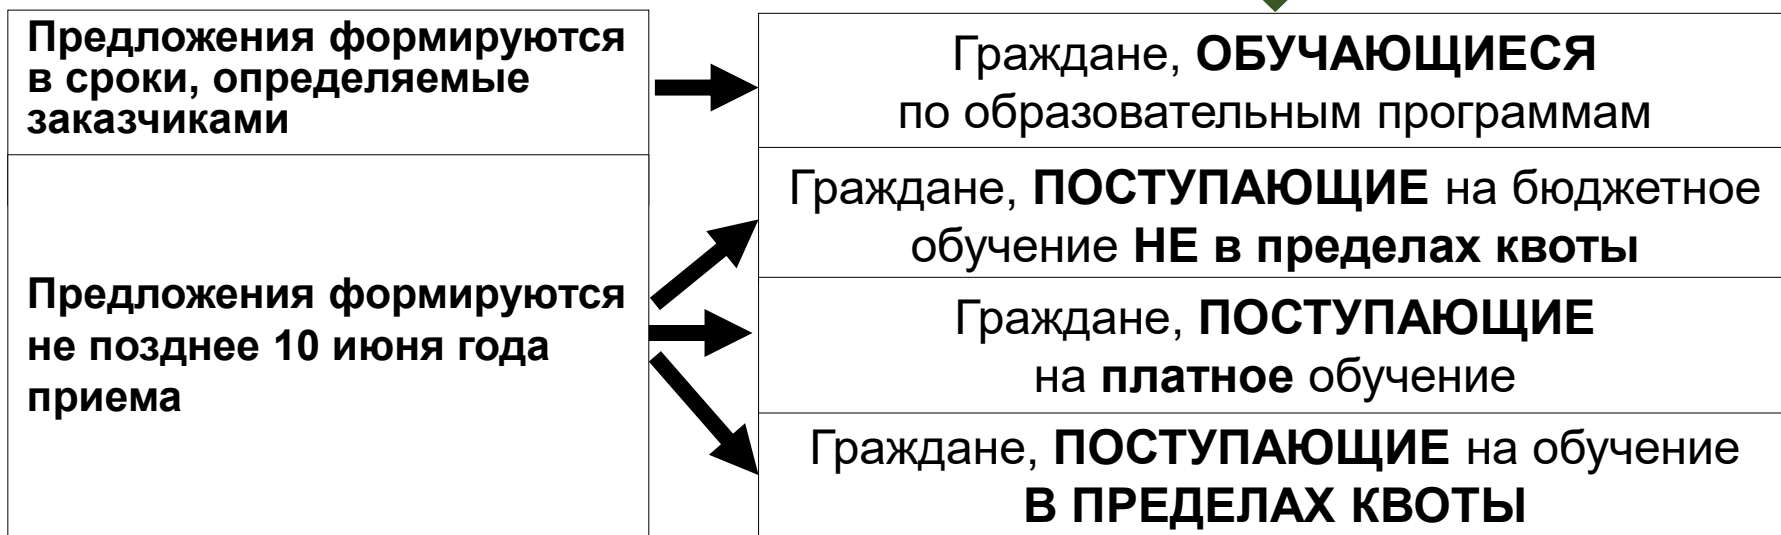 Предложения формируются
в сроки, определяемые
заказчиками
Граждане, ОБУЧАЮЩИЕСЯ
по образовательным программам
Предложения формируются
не позднее 10 июня года
приема
Граждане, ПОСТУПАЮЩИЕ на бюджетное
обучение НЕ в пределах квоты
Граждане, ПОСТУПАЮЩИЕ
на платное обучение
Граждане, ПОСТУПАЮЩИЕ на обучение
В ПРЕДЕЛАХ КВОТЫ